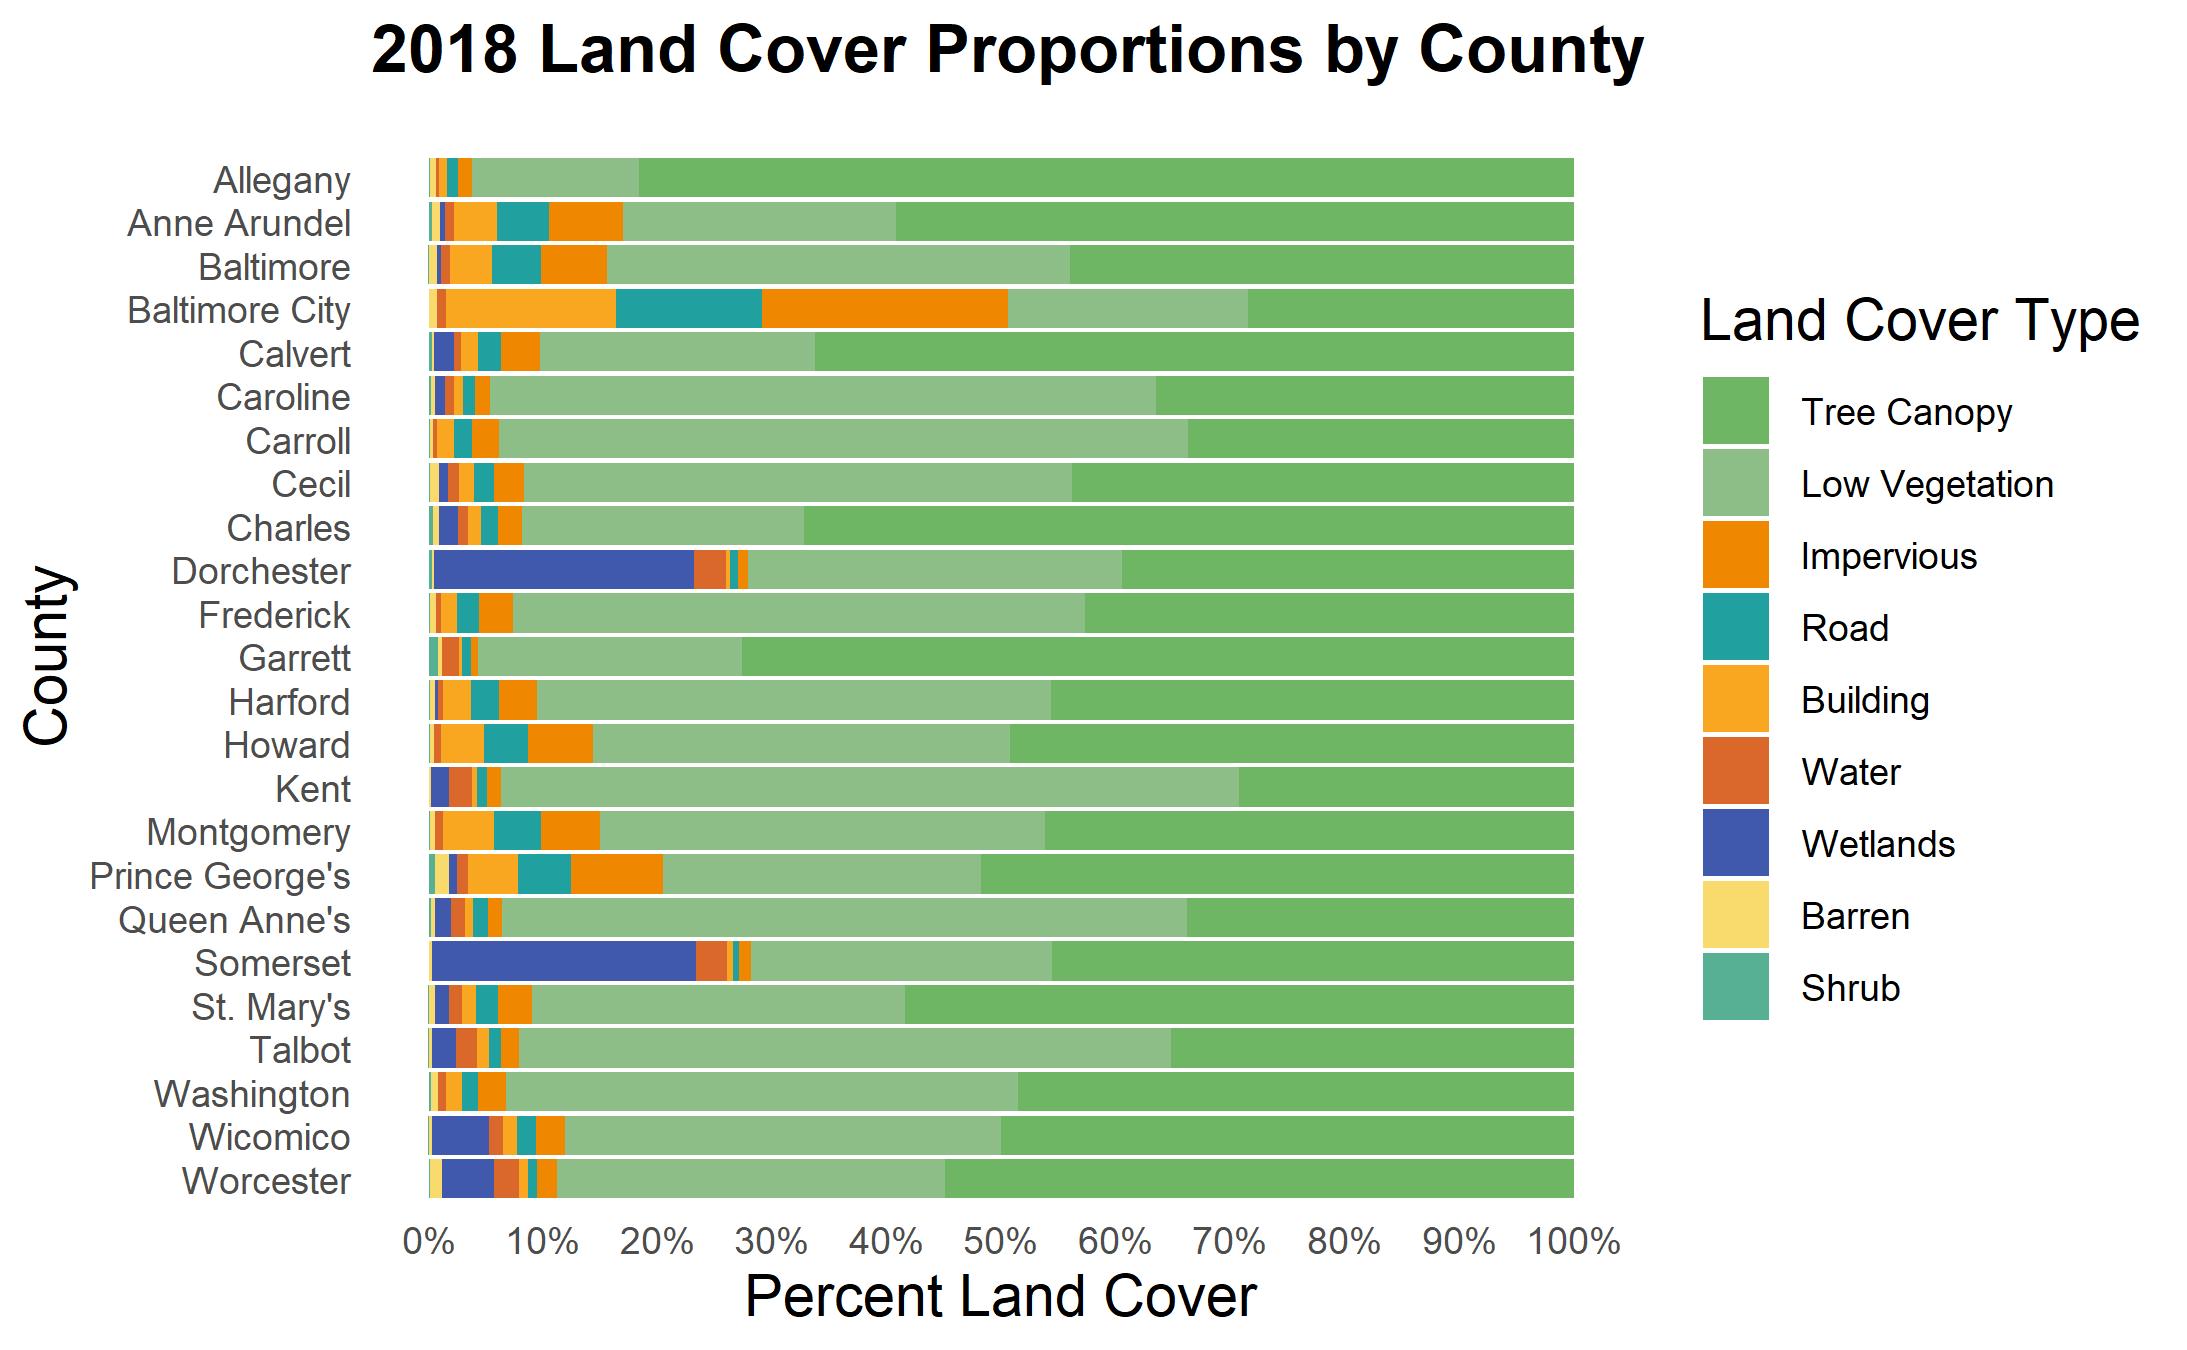 2018 Land Cover Proportions by County
County
Allegany
Anne Arundel
Baltimore
Baltimore City
Calvert
Caroline
Carroll
Cecil
Charles
Dorchester
Frederick
Garrett
Harford
Howard
Kent
Montgomery
Prince George's
Queen Anne's
Somerset
St. Mary's
Talbot
Washington
Wicomico
Worcester
0% 10% 20% 30% 40% 50% 60% 70% 80% 90% 100%
Percent Land Cover
Land Cover Type
Tree Canopy
Low Vegetation
Impervious
Road
Building
Water
Wetlands
Barren
Shrub